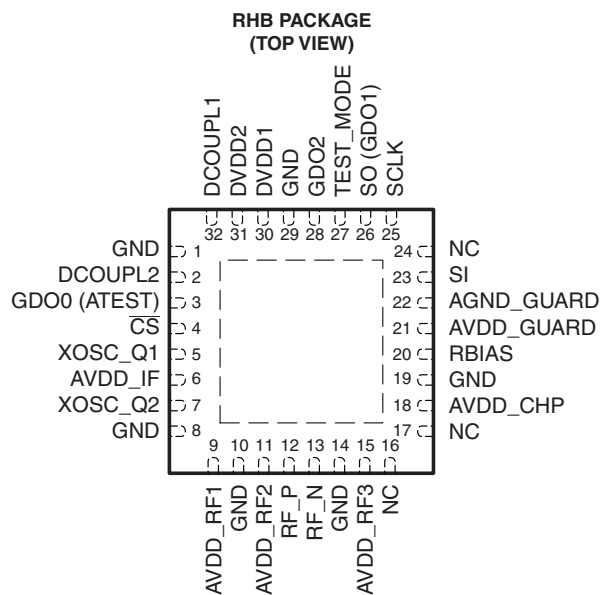 RHB PACKAGE
(TOP VIEW)
DCOUPL1
DVDD2
DVDD1
GND
GDO2
TEST_MODE
SO (GDO1)
SCLK
32 31 30 29 28 27 26 25
GND 1
DCOUPL2 2
GDO0 (ATEST) 3
CS 4
XOSC_Q1 5
AVDD_IF 6
XOSC_Q2 7
GND 8
24 NC
23 SI
22 AGND_GUARD
21 AVDD_GUARD
20 RBIAS
19 GND
18 AVDD_CHP
17 NC
9 10 11 12 13 14 15 16
AVDD_RF1
GND
AVDD_RF2
RF_P
RF_N
GND
AVDD_RF3
NC